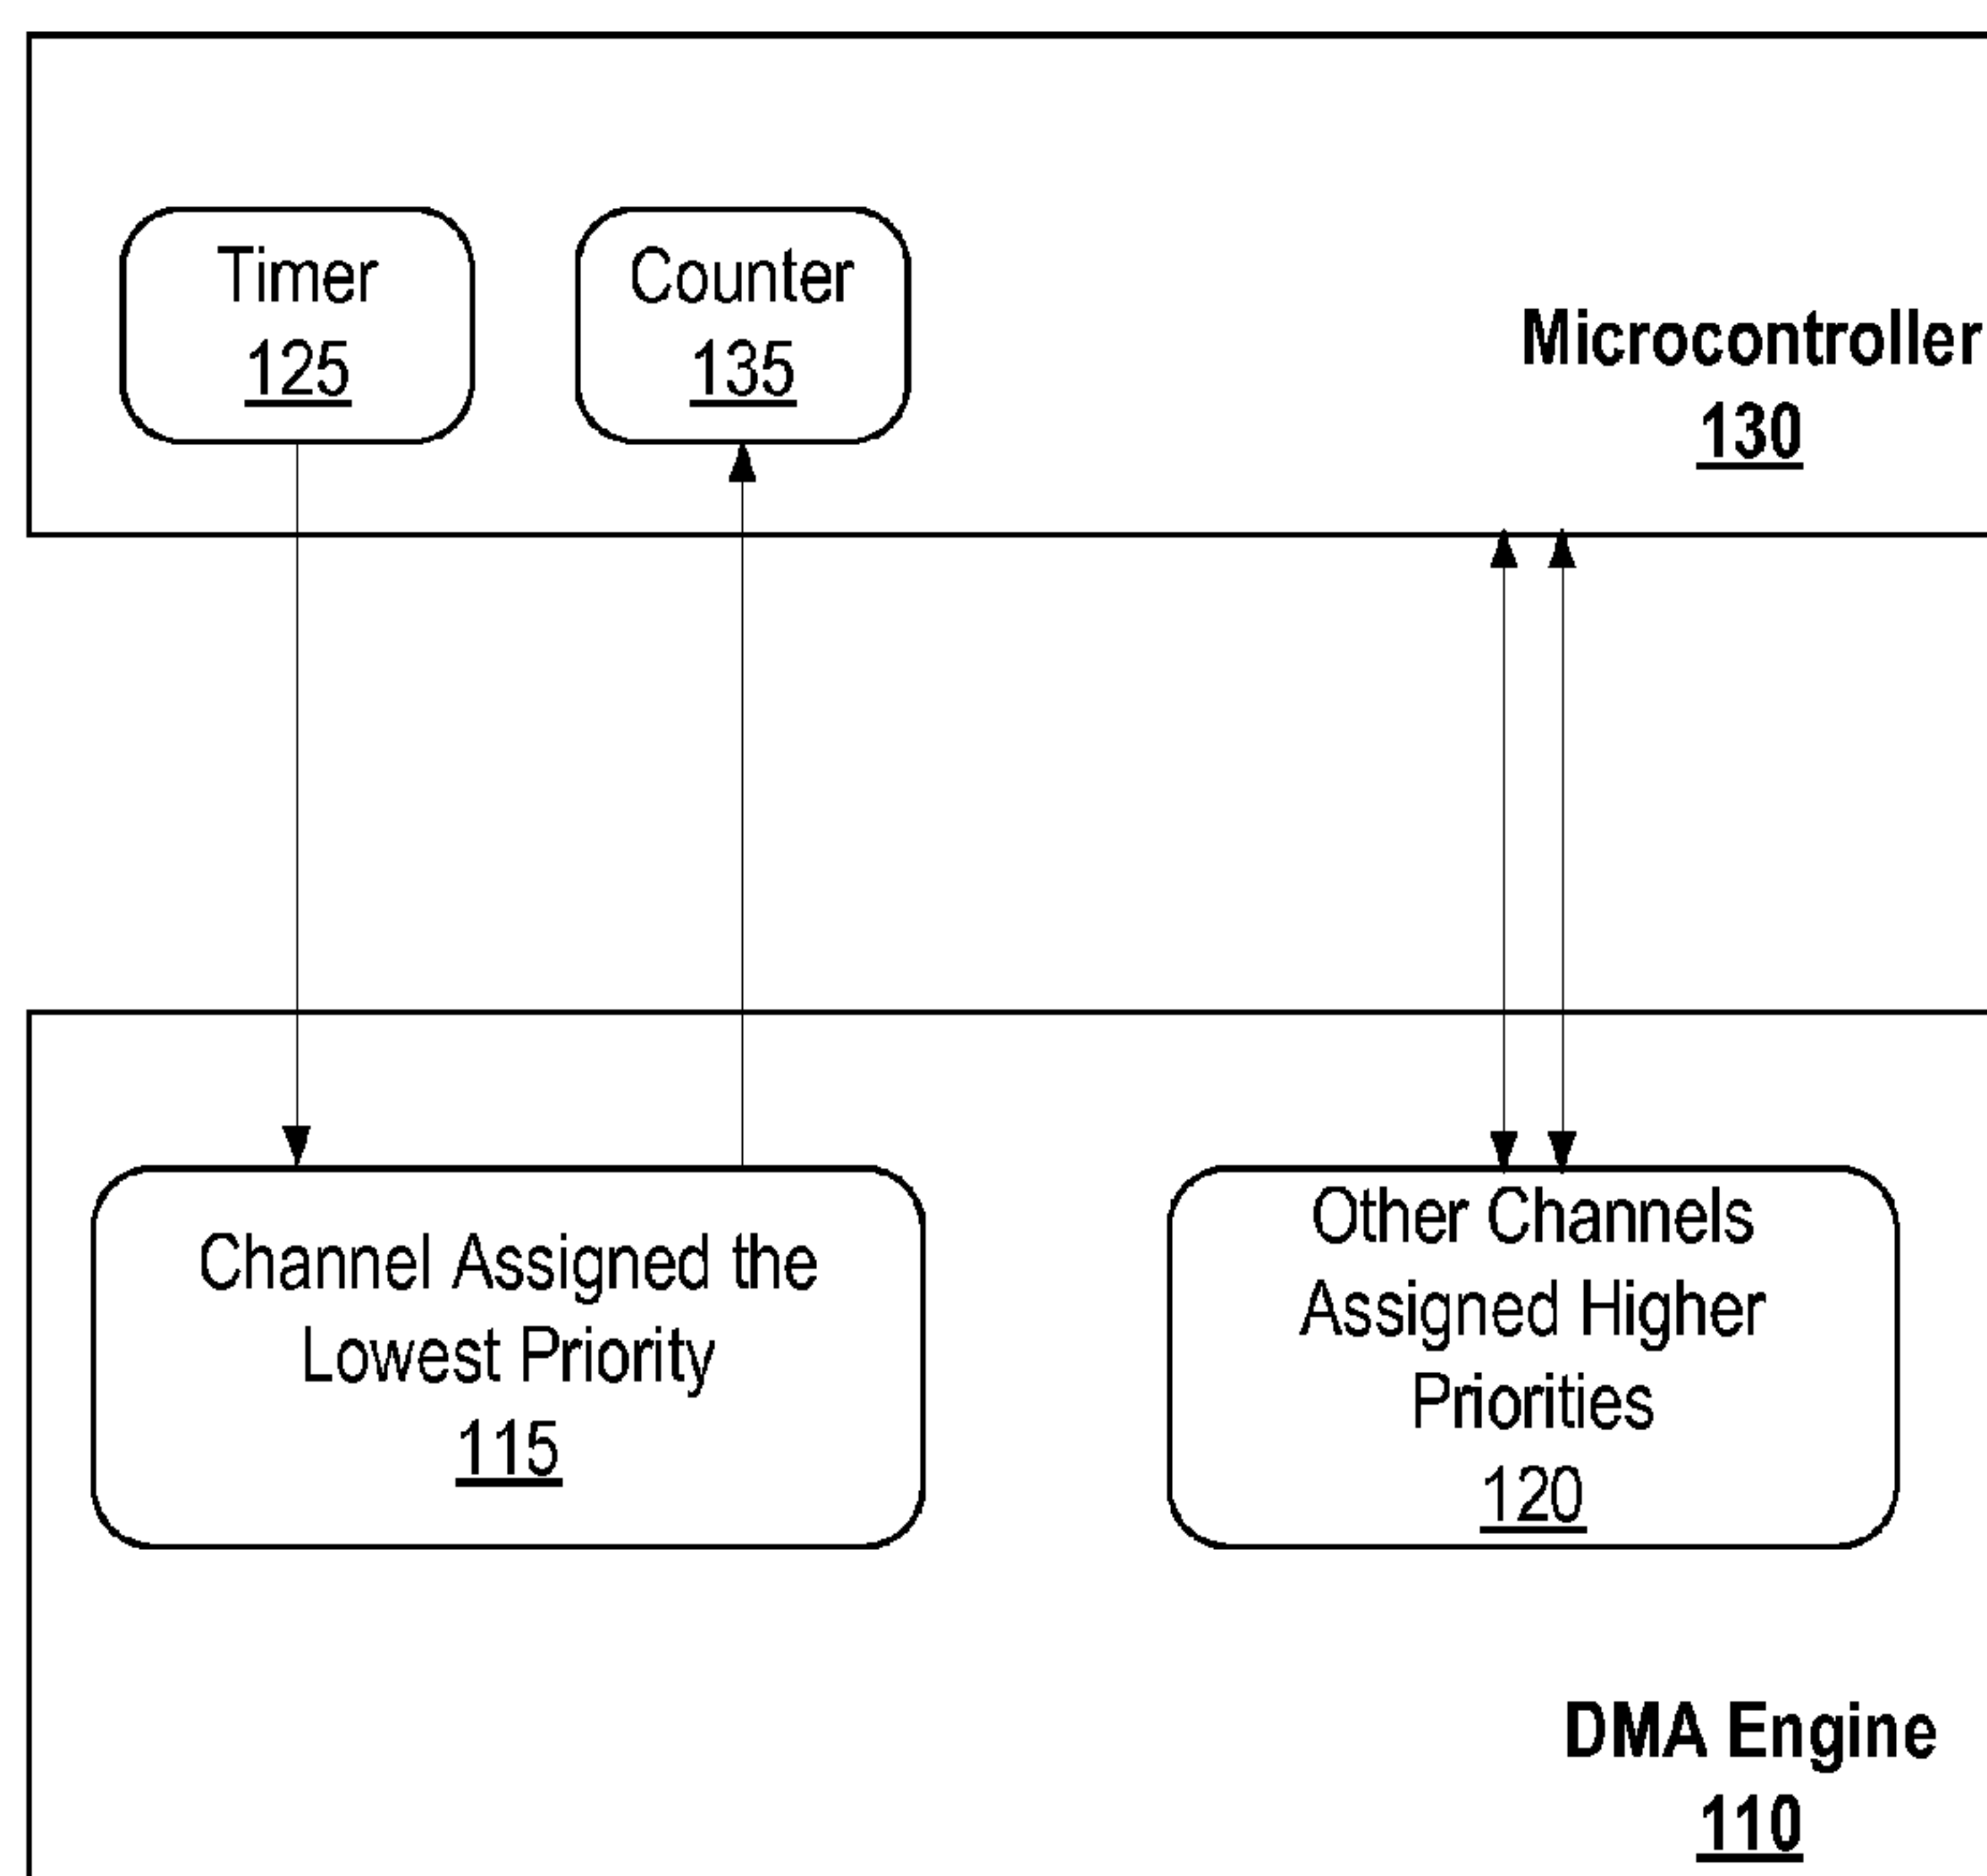 Timer
125
Counter
135
Microcontroller
130
Channel Assigned the
Lowest Priority
115
Other Channels
Assigned Higher
Priorities
120
DMA Engine
110